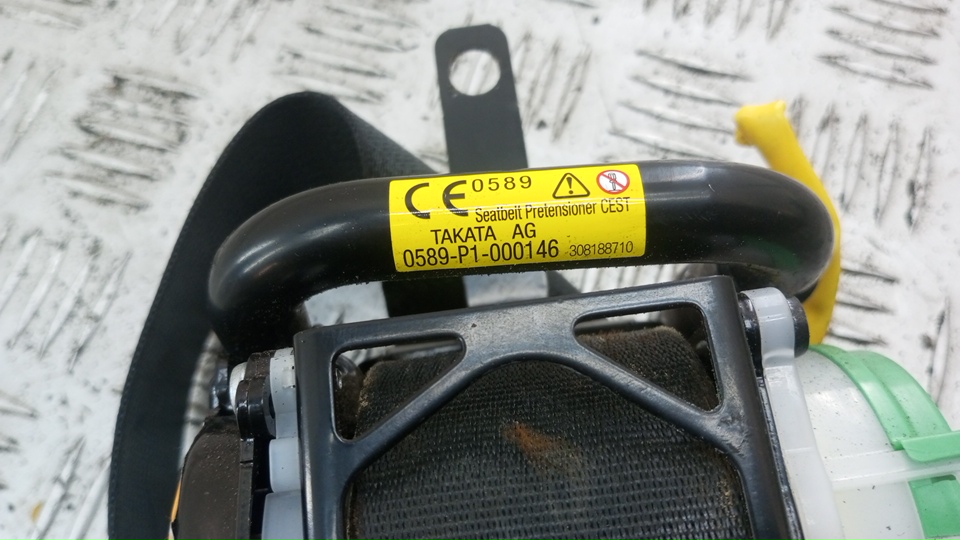 CE 0589
Seatbelt Pretensioner CEST
TAKATA AG
0589-P1-000146 308188710